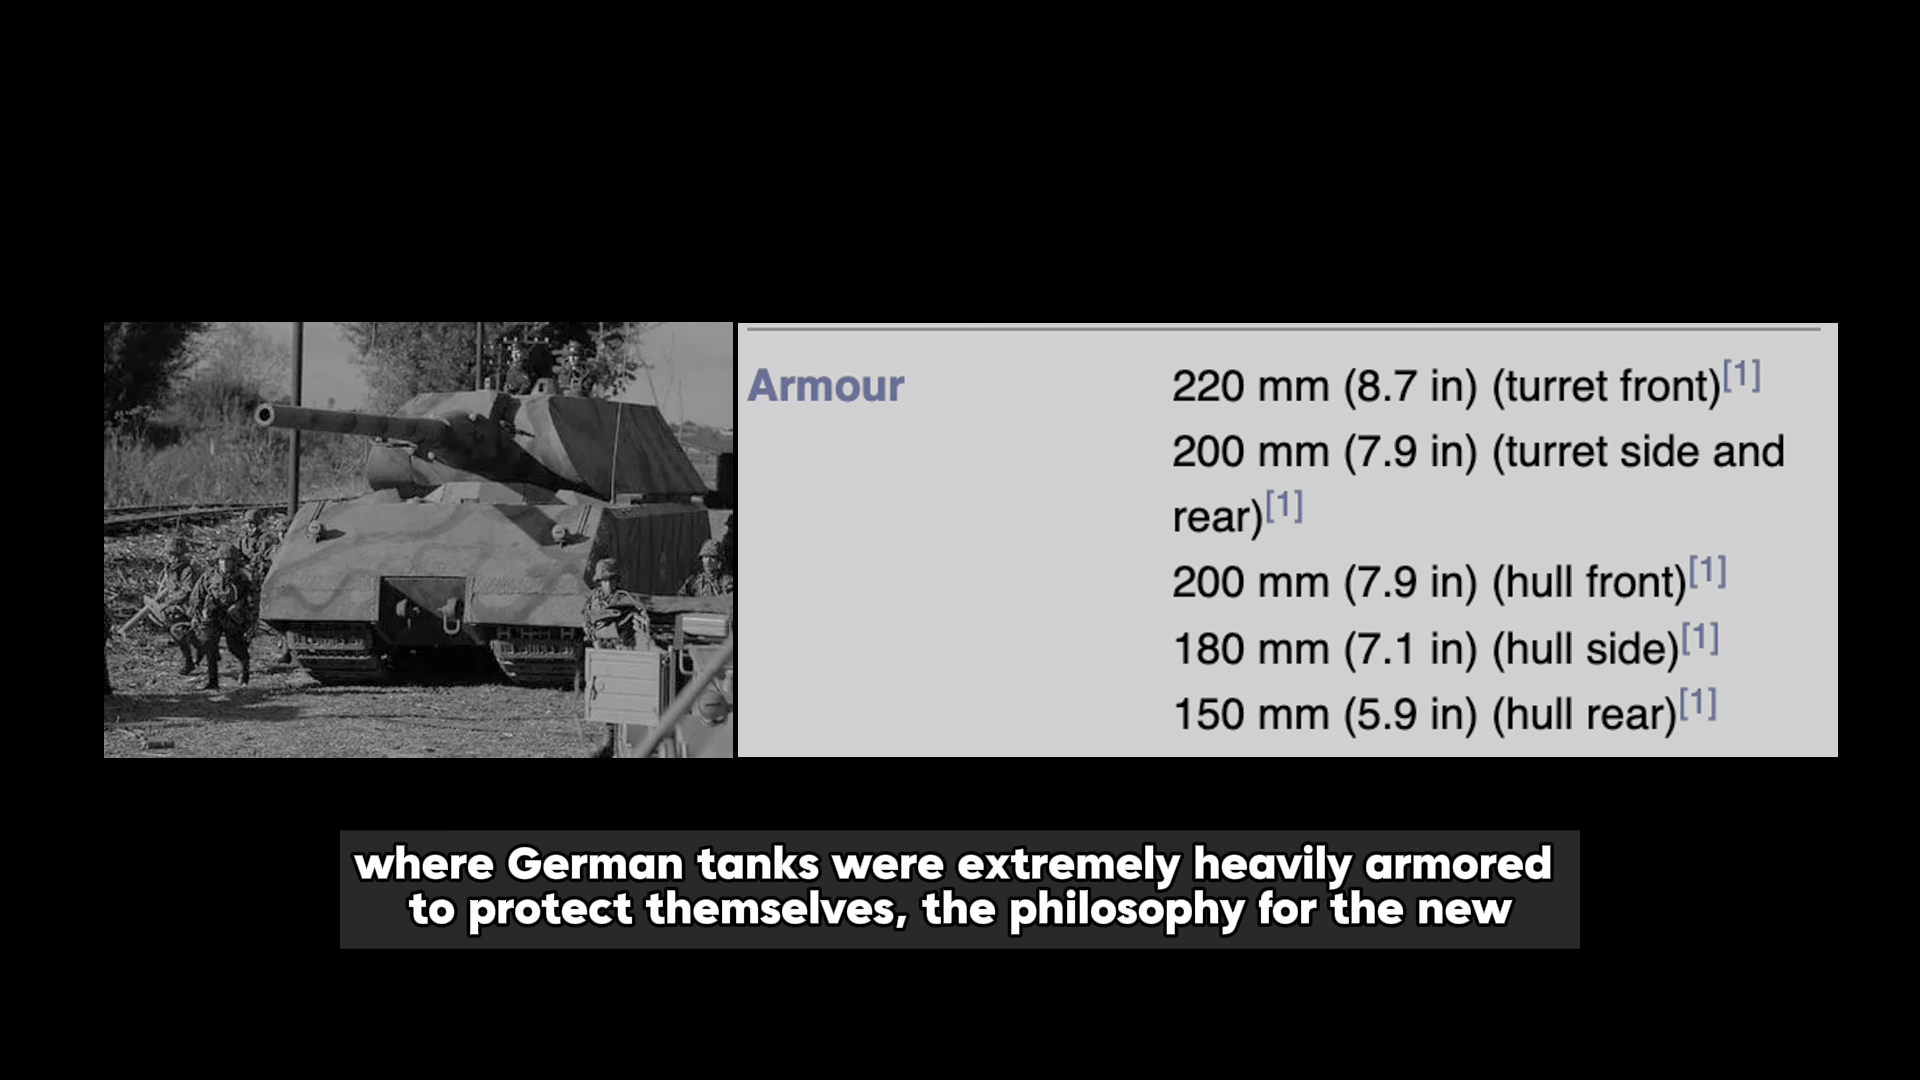 Armour
220 mm (8.7 in) (turret front)[1]
200 mm (7.9 in) (turret side and
rear)[1]
200 mm (7.9 in) (hull front)[1]
180 mm (7.1 in) (hull side)[1]
150 mm (5.9 in) (hull rear)[1]
where German tanks were extremely heavily armored
to protect themselves, the philosophy for the new